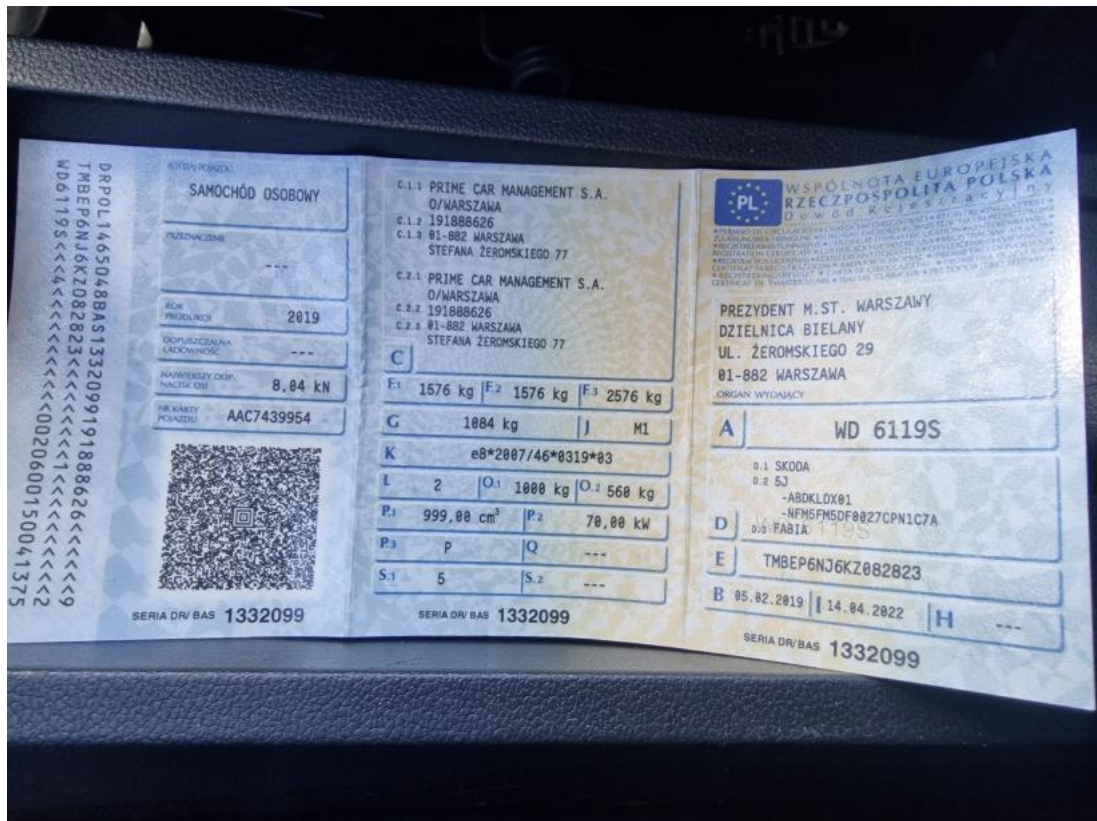 DRPOL1465048BAS1332099191888626<<<<<<9
TMBEP6NJ6KZ082823<<<<<<1<<<<<<<<<<<<2
WD6119S<<4<<<<<<<<<<0020600150041375
RODZAJ POJAZDU
SAMOCHÓD OSOBOWY
PRZEZNACZENIE
---
ROK PRODUKCJI 2019
DOPUSZCZALNA ŁADOWNOŚĆ ---
NAJWIĘKSZY DOP. NACISK OSI 8,04 kN
NR KARTY POJAZDU AAC7439954
SERIA DR/ BAS 1332099
C.1.1 PRIME CAR MANAGEMENT S.A.
O/WARSZAWA
C.1.2 191888626
C.1.3 01-882 WARSZAWA
STEFANA ŻEROMSKIEGO 77
C.2.1 PRIME CAR MANAGEMENT S.A.
O/WARSZAWA
C.2.2 191888626
C.2.3 01-882 WARSZAWA
STEFANA ŻEROMSKIEGO 77
C
F.1 1576 kg F.2 1576 kg F.3 2576 kg
G 1084 kg J M1
K e8*2007/46*0319*03
L 2 O.1 1000 kg O.2 560 kg
P.1 999,00 cm³ P.2 70,00 kW
P.3 P Q ---
S.1 5 S.2 ---
SERIA DR/ BAS 1332099
PL
WSPÓLNOTA EUROPEJSKA
RZECZPOSPOLITA POLSKA
Dowód Rejestracyjny
PREZYDENT M.ST. WARSZAWY
DZIELNICA BIELANY
UL. ŻEROMSKIEGO 29
01-882 WARSZAWA
ORGAN WYDAJĄCY
A WD 6119S
D.1 SKODA
D.2 5J
-ABDKLDX01
-NFM5FM5DF0027CPN1C7A
D D.3 FABIA
E TMBEP6NJ6KZ082823
B 05.02.2019 I 14.04.2022 H ---
SERIA DR/BAS 1332099